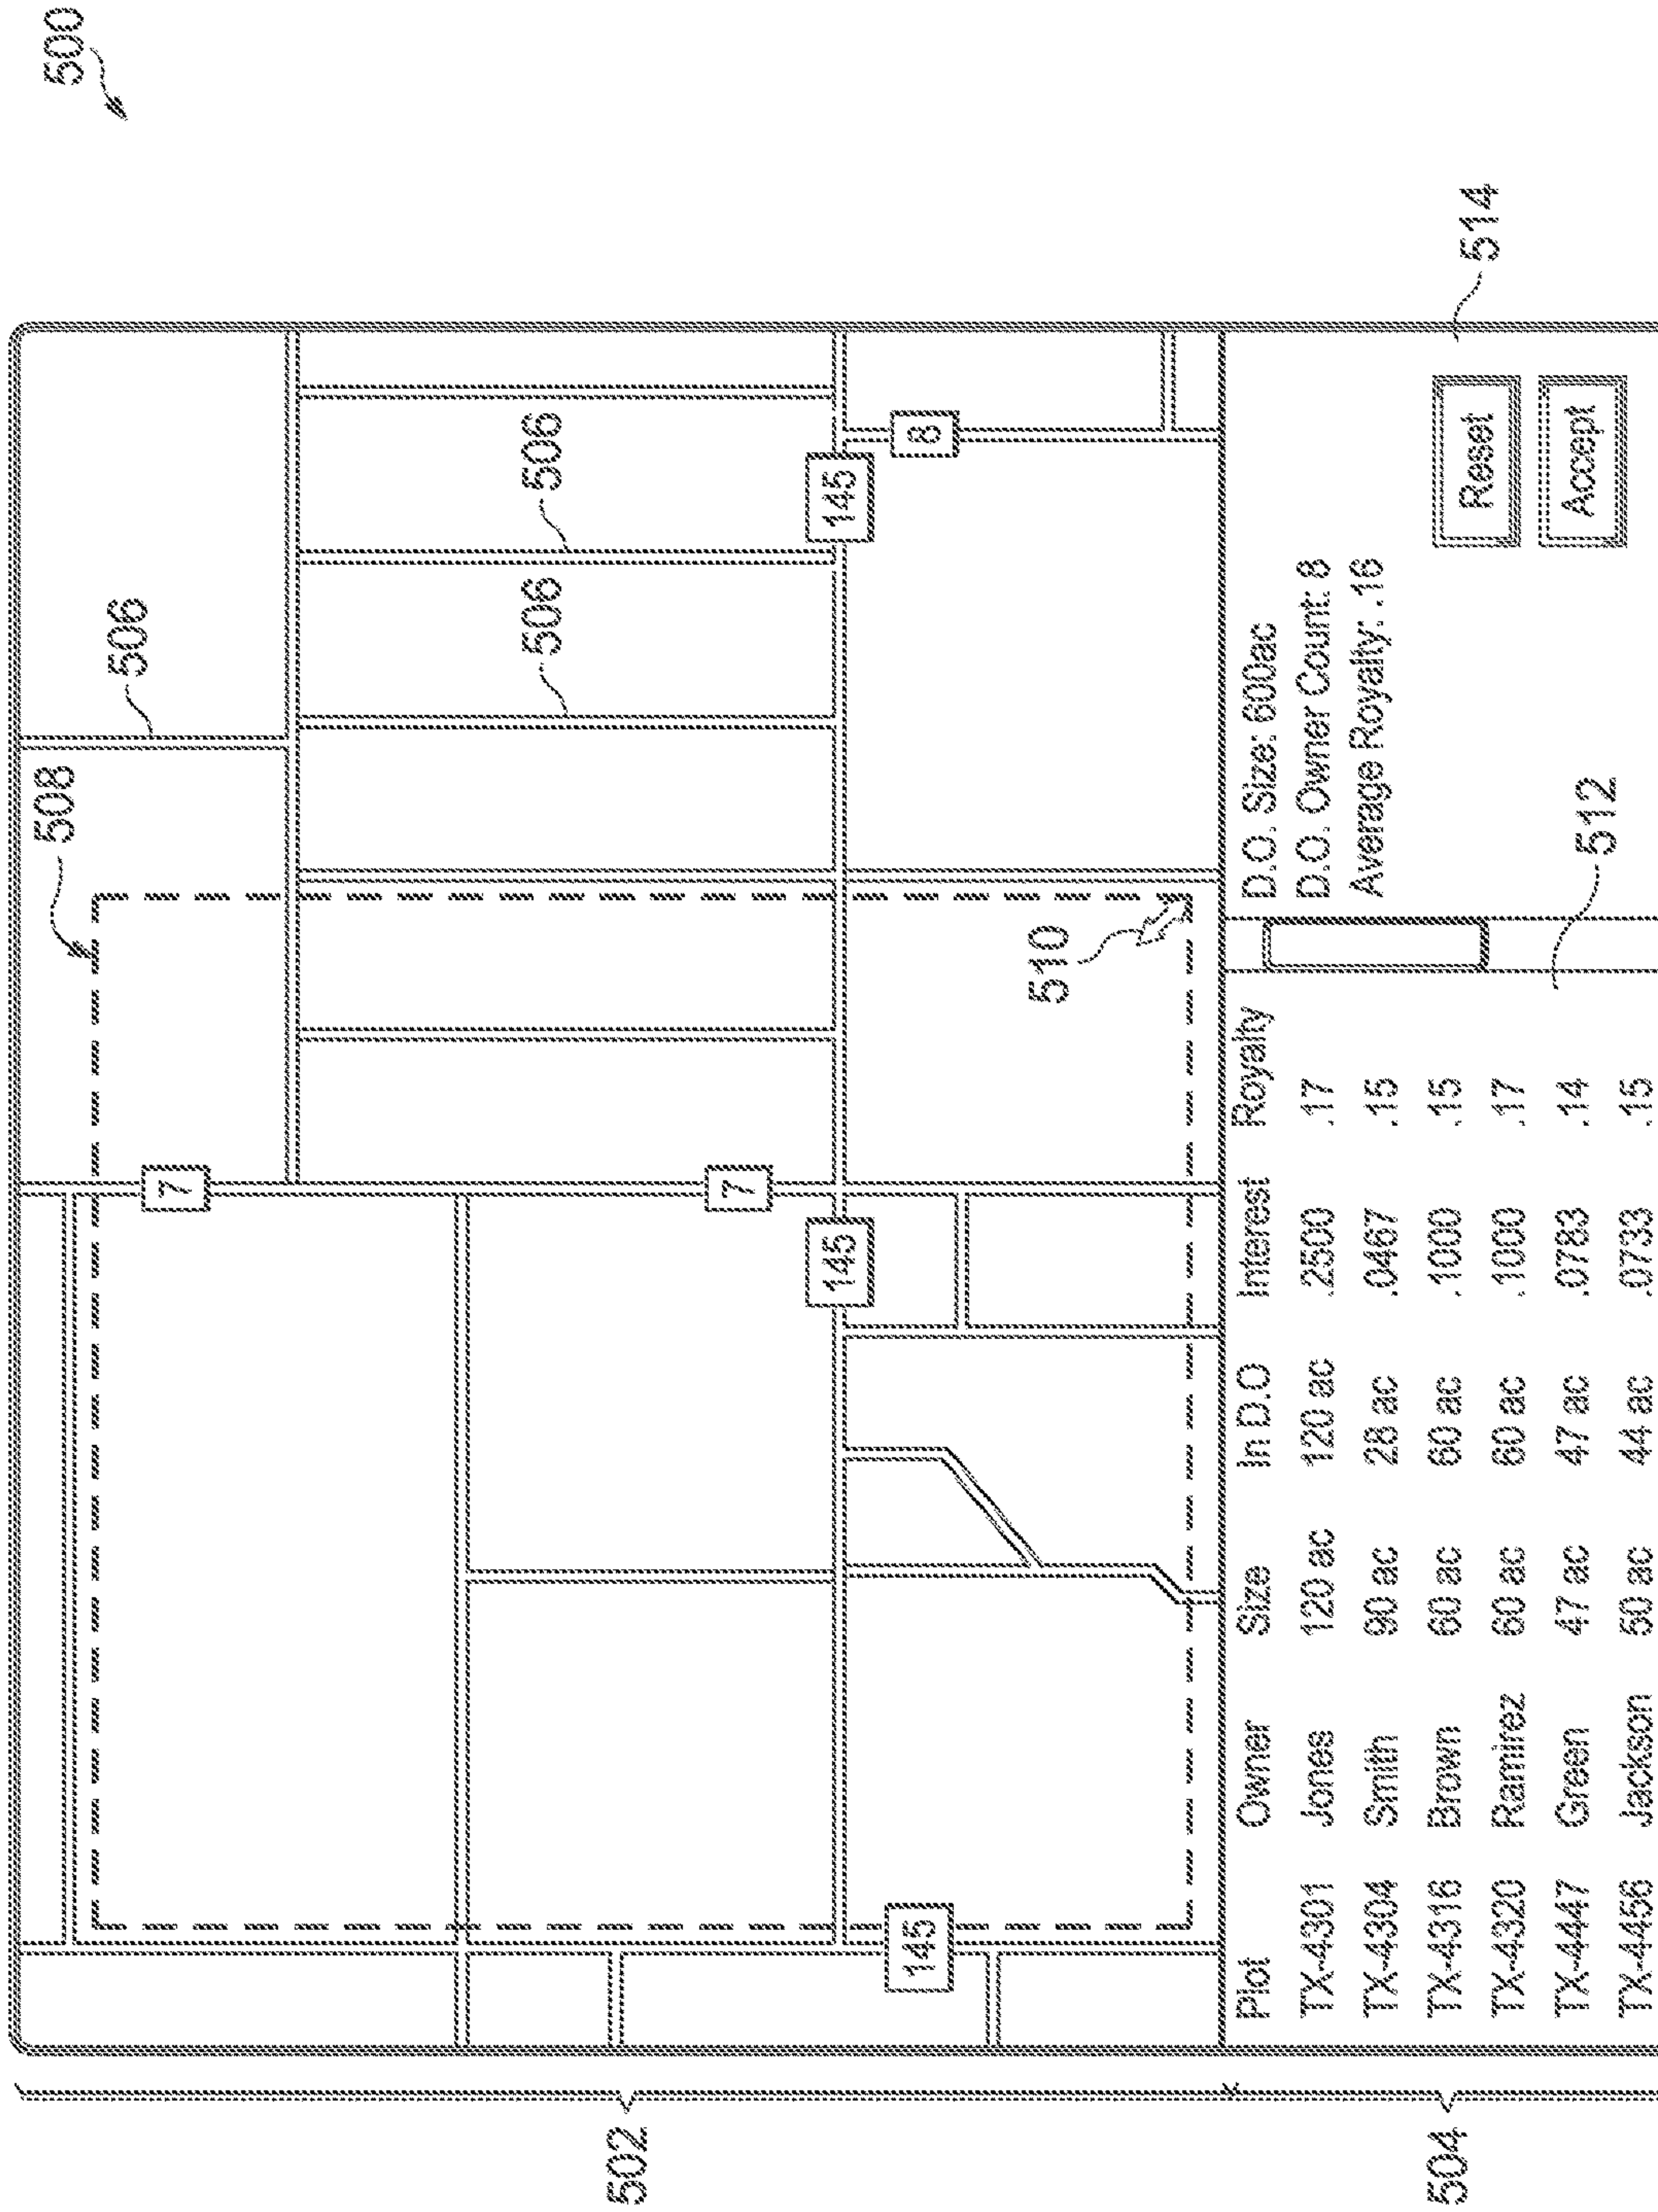 500
508
506
7
506 506
502
7
145 145
145 8
510
Plot Owner Size In D.O Interest Royalty
TX-4301 Jones 120 ac 120 ac .2500 .17
TX-4304 Smith 90 ac 28 ac .0467 .15
TX-4316 Brown 60 ac 60 ac .1000 .15
TX-4320 Ramirez 60 ac 60 ac .1000 .17
TX-4447 Green 47 ac 47 ac .0783 .14
TX-4456 Jackson 50 ac 44 ac .0733 .15
D.O. Size: 600ac
D.O. Owner Count: 8
Average Royalty: .16
Reset
Accept
504
512
514